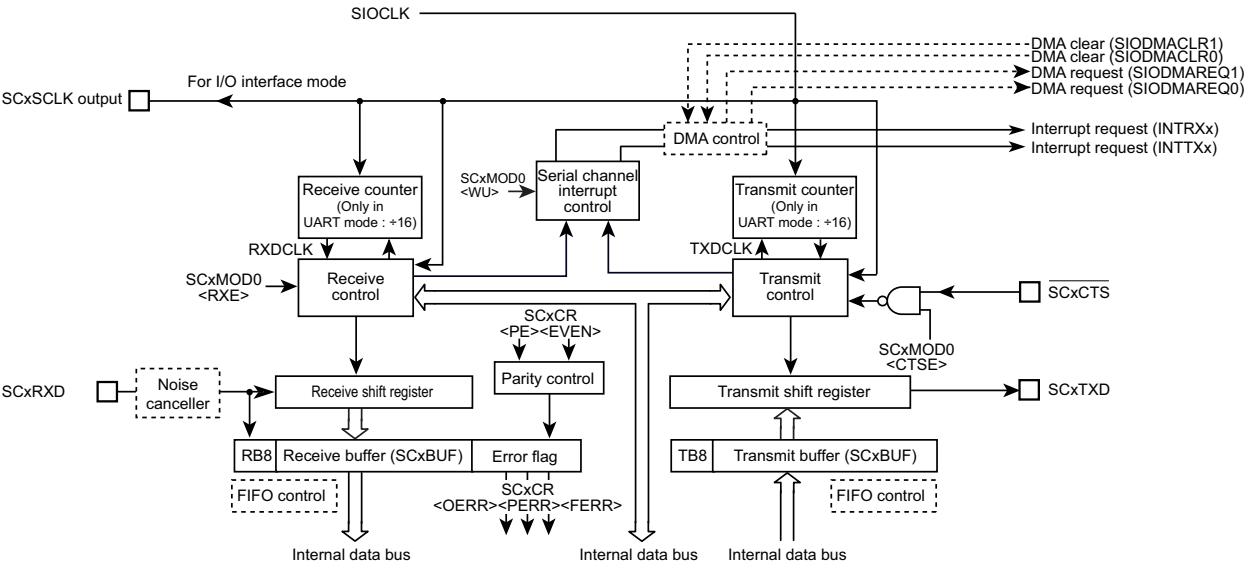 SIOCLK
DMA clear (SIODMACLR1)
DMA clear (SIODMACLR0)
DMA request (SIODMAREQ1)
DMA request (SIODMAREQ0)
For I/O interface mode
SCxSCLK output
DMA control
Interrupt request (INTRXx)
Interrupt request (INTTXx)
Receive counter
(Only in
UART mode : ÷16)
SCxMOD0
<WU>
Serial channel
interrupt
control
Transmit counter
(Only in
UART mode : ÷16)
RXDCLK
TXDCLK
SCxMOD0
<RXE>
Receive
control
Transmit
control
SCxCTS
SCxCR
<PE><EVEN>
SCxMOD0
<CTSE>
Parity control
SCxRXD
Noise
canceller
Receive shift register
Transmit shift register
SCxTXD
RB8
Receive buffer (SCxBUF)
Error flag
TB8
Transmit buffer (SCxBUF)
FIFO control
SCxCR
<OERR><PERR><FERR>
FIFO control
Internal data bus
Internal data bus
Internal data bus